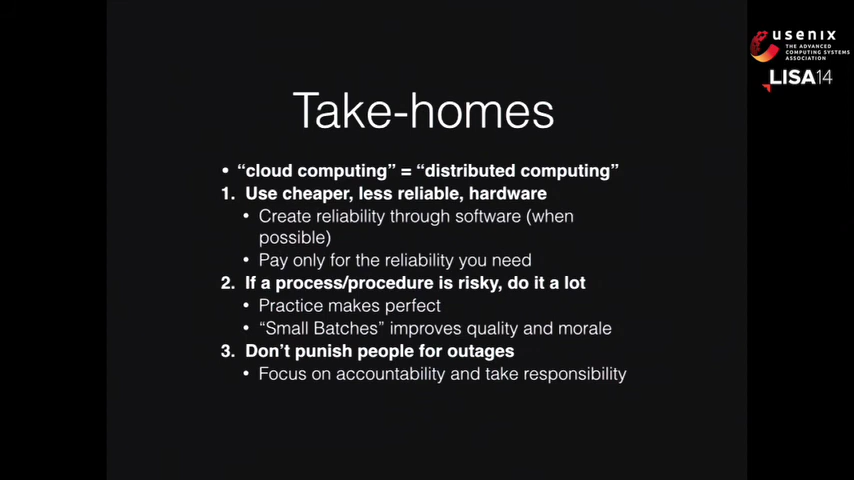 usenix
THE ADVANCED
COMPUTING SYSTEMS
ASSOCIATION
LISA14
Take-homes
• “cloud computing” = “distributed computing”
1. Use cheaper, less reliable, hardware
• Create reliability through software (when
possible)
• Pay only for the reliability you need
2. If a process/procedure is risky, do it a lot
• Practice makes perfect
• “Small Batches” improves quality and morale
3. Don’t punish people for outages
• Focus on accountability and take responsibility